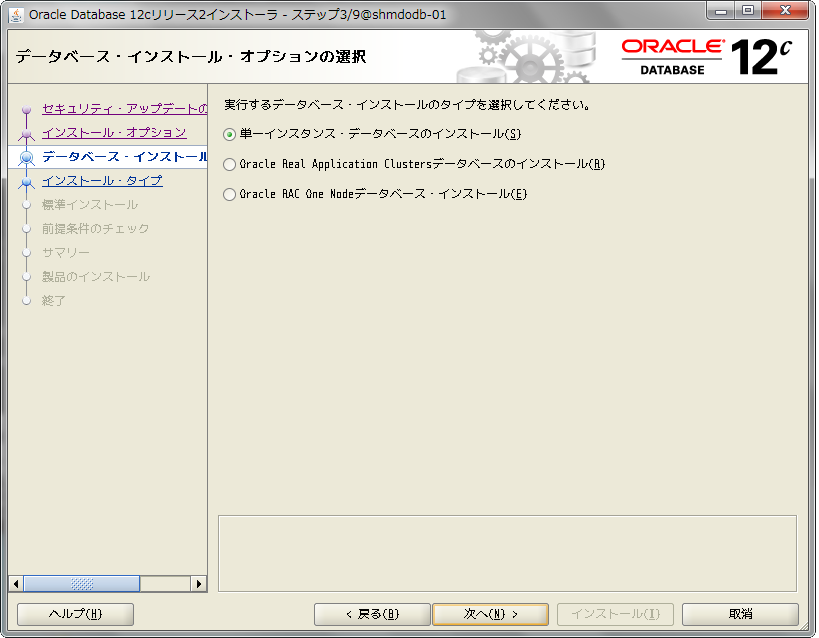 Oracle Database 12cリリース2インストーラ - ステップ3/9@shmdodb-01
データベース・インストール・オプションの選択
ORACLE
DATABASE
12c
セキュリティ・アップデートの
インストール・オプション
データベース・インストール
インストール・タイプ
標準インストール
前提条件のチェック
サマリー
製品のインストール
終了
実行するデータベース・インストールのタイプを選択してください。
単一インスタンス・データベースのインストール(S)
Oracle Real Application Clustersデータベースのインストール(R)
Oracle RAC One Nodeデータベース・インストール(E)
ヘルプ(H)
< 戻る(B)
次へ(N) >
インストール(I)
取消